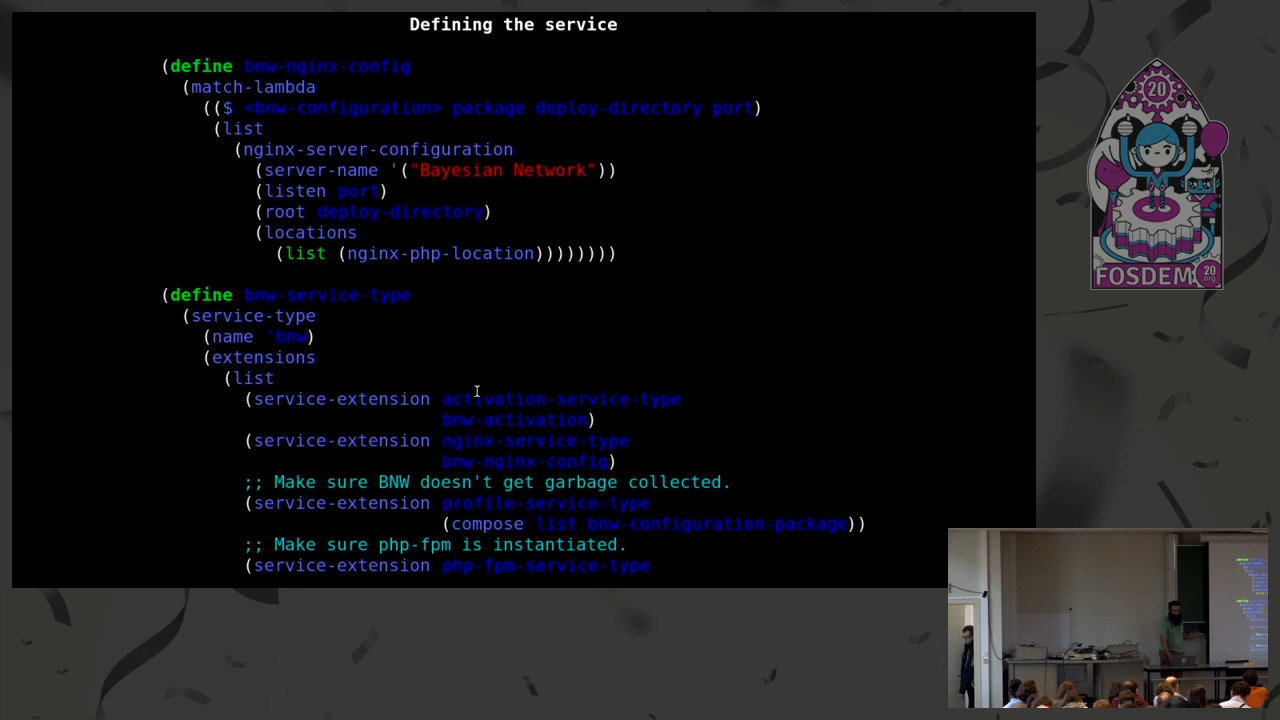 Defining the service
(define bnw-nginx-config
(match-lambda
(($ <bnw-configuration> package deploy-directory port)
(list
(nginx-server-configuration
(server-name '("Bayesian Network"))
(listen port)
(root deploy-directory)
(locations
(list (nginx-php-location))))))))
(define bnw-service-type
(service-type
(name 'bnw)
(extensions
(list
(service-extension activation-service-type
bnw-activation)
(service-extension nginx-service-type
bnw-nginx-config)
;; Make sure BNW doesn't get garbage collected.
(service-extension profile-service-type
(compose list bnw-configuration-package))
;; Make sure php-fpm is instantiated.
(service-extension php-fpm-service-type
20
FOSDEM
20
.org